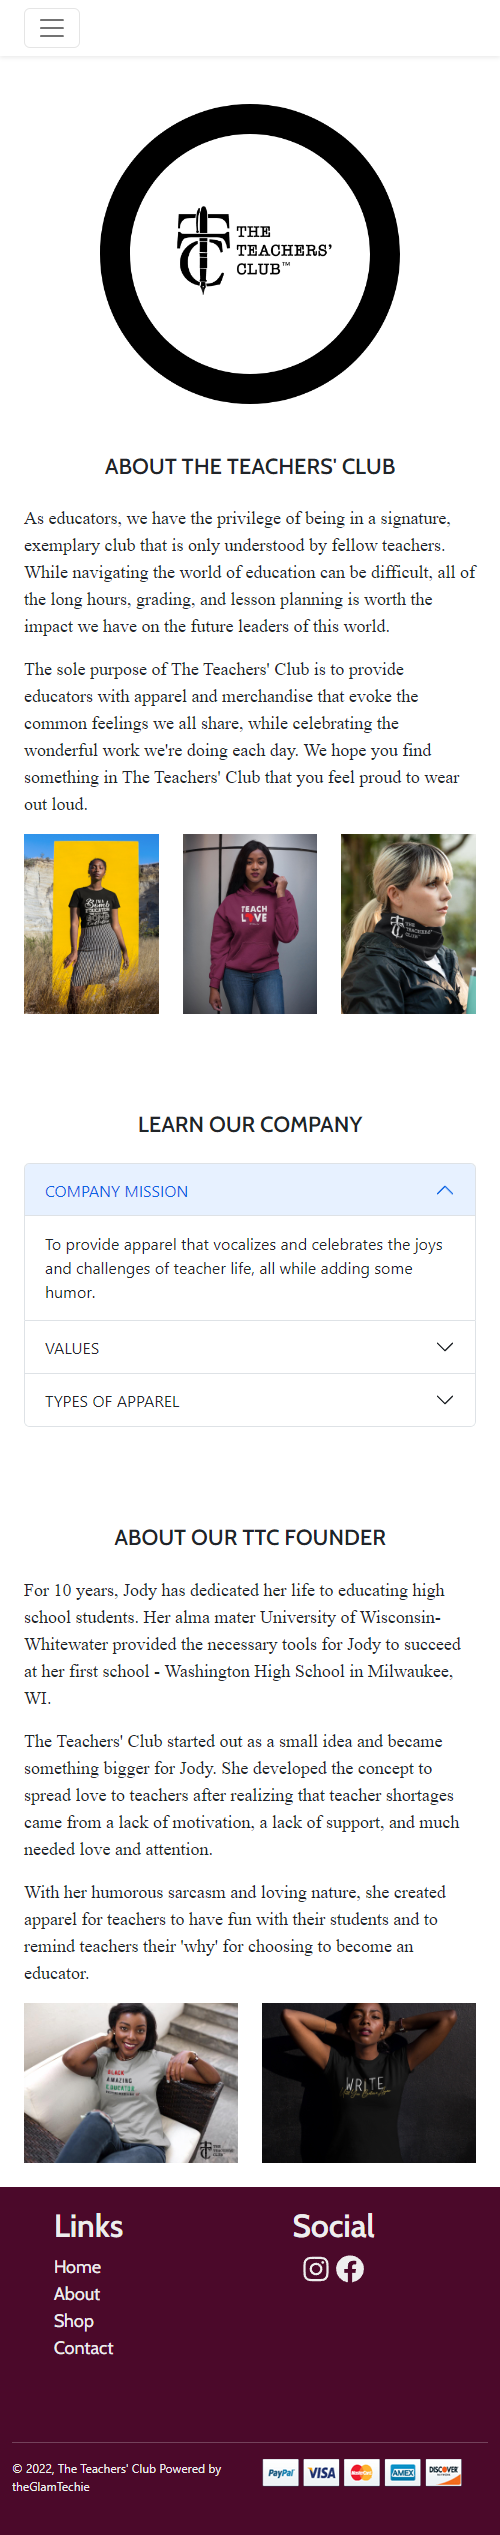 THE
TEACHERS'
CLUB™
ABOUT THE TEACHERS' CLUB
As educators, we have the privilege of being in a signature,
exemplary club that is only understood by fellow teachers.
While navigating the world of education can be difficult, all of
the long hours, grading, and lesson planning is worth the
impact we have on the future leaders of this world.
The sole purpose of The Teachers' Club is to provide
educators with apparel and merchandise that evoke the
common feelings we all share, while celebrating the
wonderful work we're doing each day. We hope you find
something in The Teachers' Club that you feel proud to wear
out loud.
TEACH
LOVE
THE
TEACHERS'
CLUB
LEARN OUR COMPANY
COMPANY MISSION
To provide apparel that vocalizes and celebrates the joys
and challenges of teacher life, all while adding some
humor.
VALUES
TYPES OF APPAREL
ABOUT OUR TTC FOUNDER
For 10 years, Jody has dedicated her life to educating high
school students. Her alma mater University of Wisconsin-
Whitewater provided the necessary tools for Jody to succeed
at her first school - Washington High School in Milwaukee,
WI.
The Teachers' Club started out as a small idea and became
something bigger for Jody. She developed the concept to
spread love to teachers after realizing that teacher shortages
came from a lack of motivation, a lack of support, and much
needed love and attention.
With her humorous sarcasm and loving nature, she created
apparel for teachers to have fun with their students and to
remind teachers their 'why' for choosing to become an
educator.
BLACK
AMAZING
EDUCATOR
WRITE
Links
Social
Home
About
Shop
Contact
© 2022, The Teachers' Club Powered by
theGlamTechie
PayPal VISA MasterCard AMEX DISCOVER